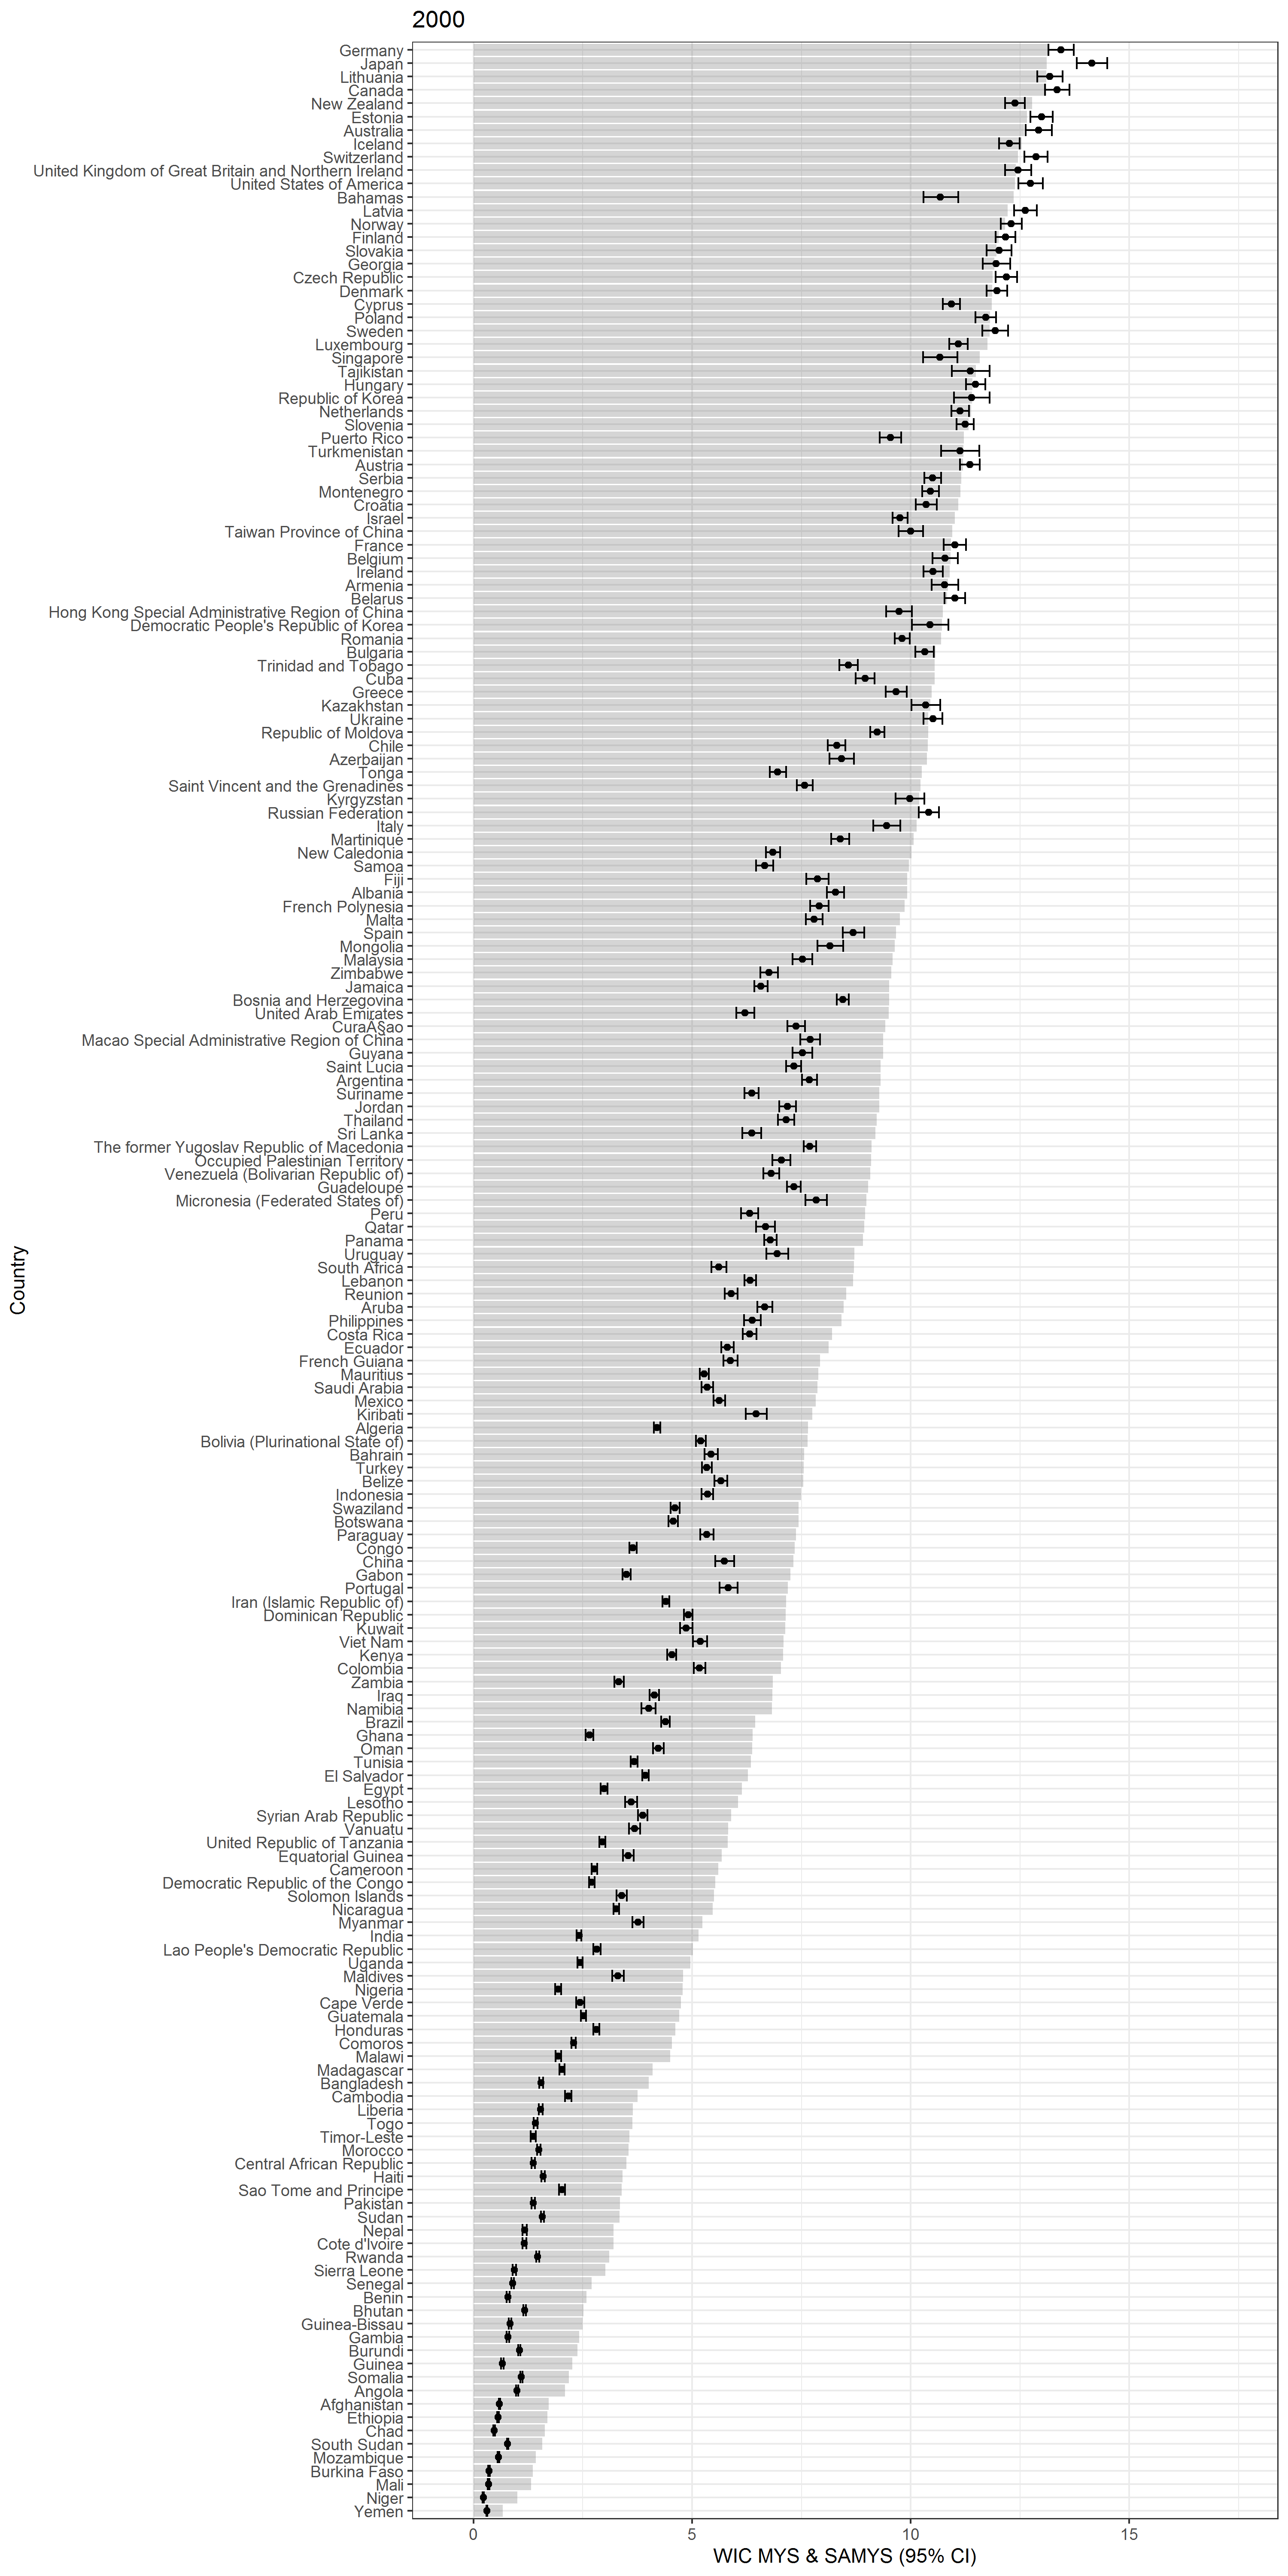 2000
Germany
Japan
Lithuania
Canada
New Zealand
Estonia
Australia
Iceland
Switzerland
United Kingdom of Great Britain and Northern Ireland
United States of America
Bahamas
Latvia
Norway
Finland
Slovakia
Georgia
Czech Republic
Denmark
Cyprus
Poland
Sweden
Luxembourg
Singapore
Tajikistan
Hungary
Republic of Korea
Netherlands
Slovenia
Puerto Rico
Turkmenistan
Austria
Serbia
Montenegro
Croatia
Israel
Taiwan Province of China
France
Belgium
Ireland
Armenia
Belarus
Hong Kong Special Administrative Region of China
Democratic People's Republic of Korea
Romania
Bulgaria
Trinidad and Tobago
Cuba
Greece
Kazakhstan
Ukraine
Republic of Moldova
Chile
Azerbaijan
Tonga
Saint Vincent and the Grenadines
Kyrgyzstan
Russian Federation
Italy
Martinique
New Caledonia
Samoa
Fiji
Albania
French Polynesia
Malta
Spain
Mongolia
Malaysia
Zimbabwe
Jamaica
Bosnia and Herzegovina
United Arab Emirates
CuraÃ§ao
Macao Special Administrative Region of China
Guyana
Saint Lucia
Argentina
Suriname
Jordan
Thailand
Sri Lanka
The former Yugoslav Republic of Macedonia
Occupied Palestinian Territory
Venezuela (Bolivarian Republic of)
Guadeloupe
Micronesia (Federated States of)
Peru
Qatar
Panama
Uruguay
South Africa
Lebanon
Reunion
Aruba
Philippines
Costa Rica
Ecuador
French Guiana
Mauritius
Saudi Arabia
Mexico
Kiribati
Algeria
Bolivia (Plurinational State of)
Bahrain
Turkey
Belize
Indonesia
Swaziland
Botswana
Paraguay
Congo
China
Gabon
Portugal
Iran (Islamic Republic of)
Dominican Republic
Kuwait
Viet Nam
Kenya
Colombia
Zambia
Iraq
Namibia
Brazil
Ghana
Oman
Tunisia
El Salvador
Egypt
Lesotho
Syrian Arab Republic
Vanuatu
United Republic of Tanzania
Equatorial Guinea
Cameroon
Democratic Republic of the Congo
Solomon Islands
Nicaragua
Myanmar
India
Lao People's Democratic Republic
Uganda
Maldives
Nigeria
Cape Verde
Guatemala
Honduras
Comoros
Malawi
Madagascar
Bangladesh
Cambodia
Liberia
Togo
Timor-Leste
Morocco
Central African Republic
Haiti
Sao Tome and Principe
Pakistan
Sudan
Nepal
Cote d'Ivoire
Rwanda
Sierra Leone
Senegal
Benin
Bhutan
Guinea-Bissau
Gambia
Burundi
Guinea
Somalia
Angola
Afghanistan
Ethiopia
Chad
South Sudan
Mozambique
Burkina Faso
Mali
Niger
Yemen
Country
0 5 10 15
WIC MYS & SAMYS (95% CI)